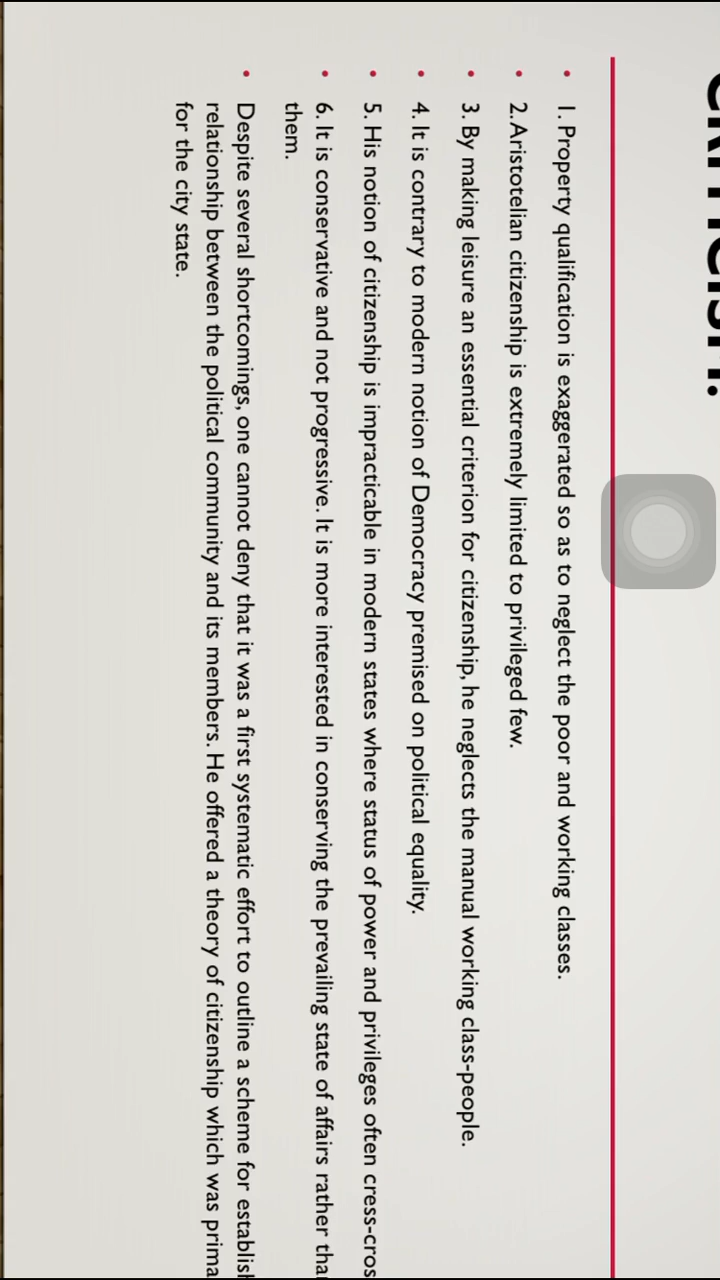 CRITICISM:
• 1. Property qualification is exaggerated so as to neglect the poor and working classes.
• 2. Aristotelian citizenship is extremely limited to privileged few.
• 3. By making leisure an essential criterion for citizenship, he neglects the manual working class-people.
• 4. It is contrary to modern notion of Democracy premised on political equality.
• 5. His notion of citizenship is impracticable in modern states where status of power and privileges often cress-cros
• 6. It is conservative and not progressive. It is more interested in conserving the prevailing state of affairs rather tha
them.
• Despite several shortcomings, one cannot deny that it was a first systematic effort to outline a scheme for establish
relationship between the political community and its members. He offered a theory of citizenship which was prima
for the city state.